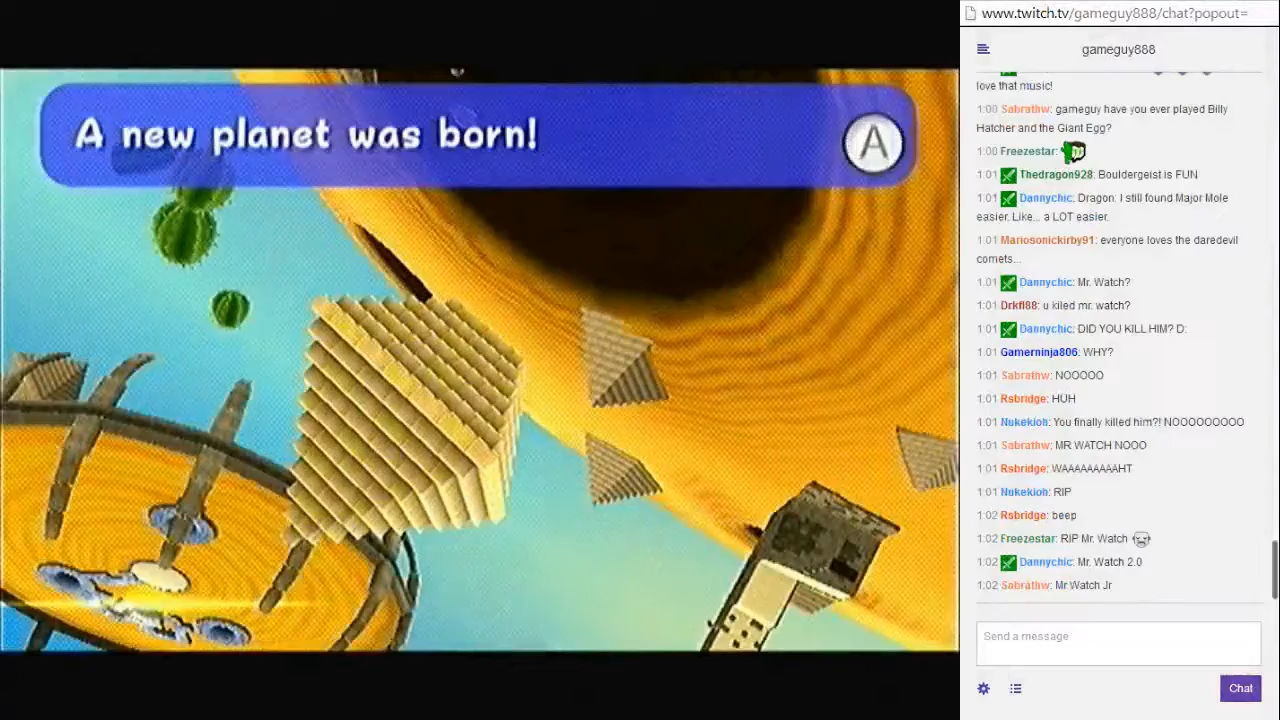 A new planet was born!
A
www.twitch.tv/gameguy888/chat?popout=
gameguy888
love that music!
1:00 Sabrathw: gameguy have you ever played Billy
Hatcher and the Giant Egg?
1:00 Freezestar:
1:01 Thedragon928: Bouldergeist is FUN
1:01 Dannychic: Dragon: I still found Major Mole
easier. Like... a LOT easier.
1:01 Mariosonickirby91: everyone loves the daredevil
comets...
1:01 Dannychic: Mr. Watch?
1:01 Drkfl88: u killed mr. watch?
1:01 Dannychic: DID YOU KILL HIM? D:
1:01 Gamerninja806: WHY?
1:01 Sabrathw: NOOOOO
1:01 Rsbridge: HUH
1:01 Nukekioh: You finally killed him?! NOOOOOOOOO
1:01 Sabrathw: MR WATCH NOOO
1:01 Rsbridge: WAAAAAAAAAHT
1:01 Nukekioh: RIP
1:02 Rsbridge: beep
1:02 Freezestar: RIP Mr. Watch
1:02 Dannychic: Mr. Watch 2.0
1:02 Sabrathw: Mr Watch Jr
Send a message
Chat